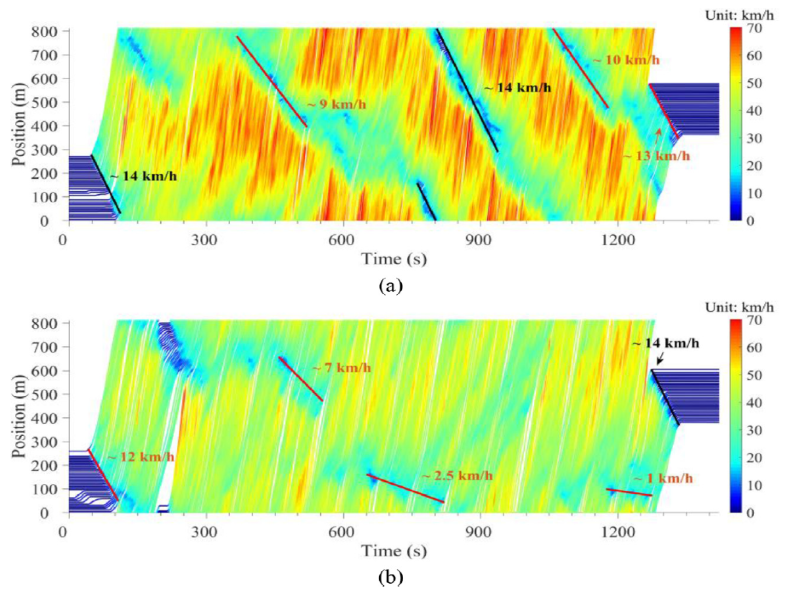 Unit: km/h
800
700
600
500
400
300
200
100
0
Position (m)
~ 14 km/h
~ 9 km/h
~ 14 km/h
~ 10 km/h
~ 13 km/h
70
60
50
40
30
20
10
0
0 300 600 900 1200
Time (s)
(a)
Unit: km/h
800
700
600
500
400
300
200
100
0
Position (m)
~ 12 km/h
~ 7 km/h
~ 2.5 km/h
~ 1 km/h
~ 14 km/h
70
60
50
40
30
20
10
0
0 300 600 900 1200
Time (s)
(b)